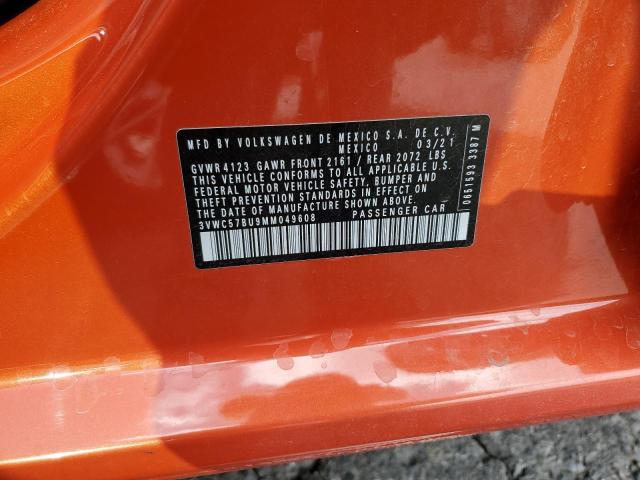 MFD BY VOLKSWAGEN DE MEXICO S.A. DE C.V.
MEXICO 03/21
GVWR 4123 GAWR FRONT 2161 / REAR 2072 LBS
THIS VEHICLE CONFORMS TO ALL APPLICABLE U.S.
FEDERAL MOTOR VEHICLE SAFETY, BUMPER AND
THEFT PREVENTION STANDARDS IN EFFECT ON
THE DATE OF MANUFACTURE SHOWN ABOVE.
3VWC57BU9MM049608 PASSENGER CAR
0651593 3387 M